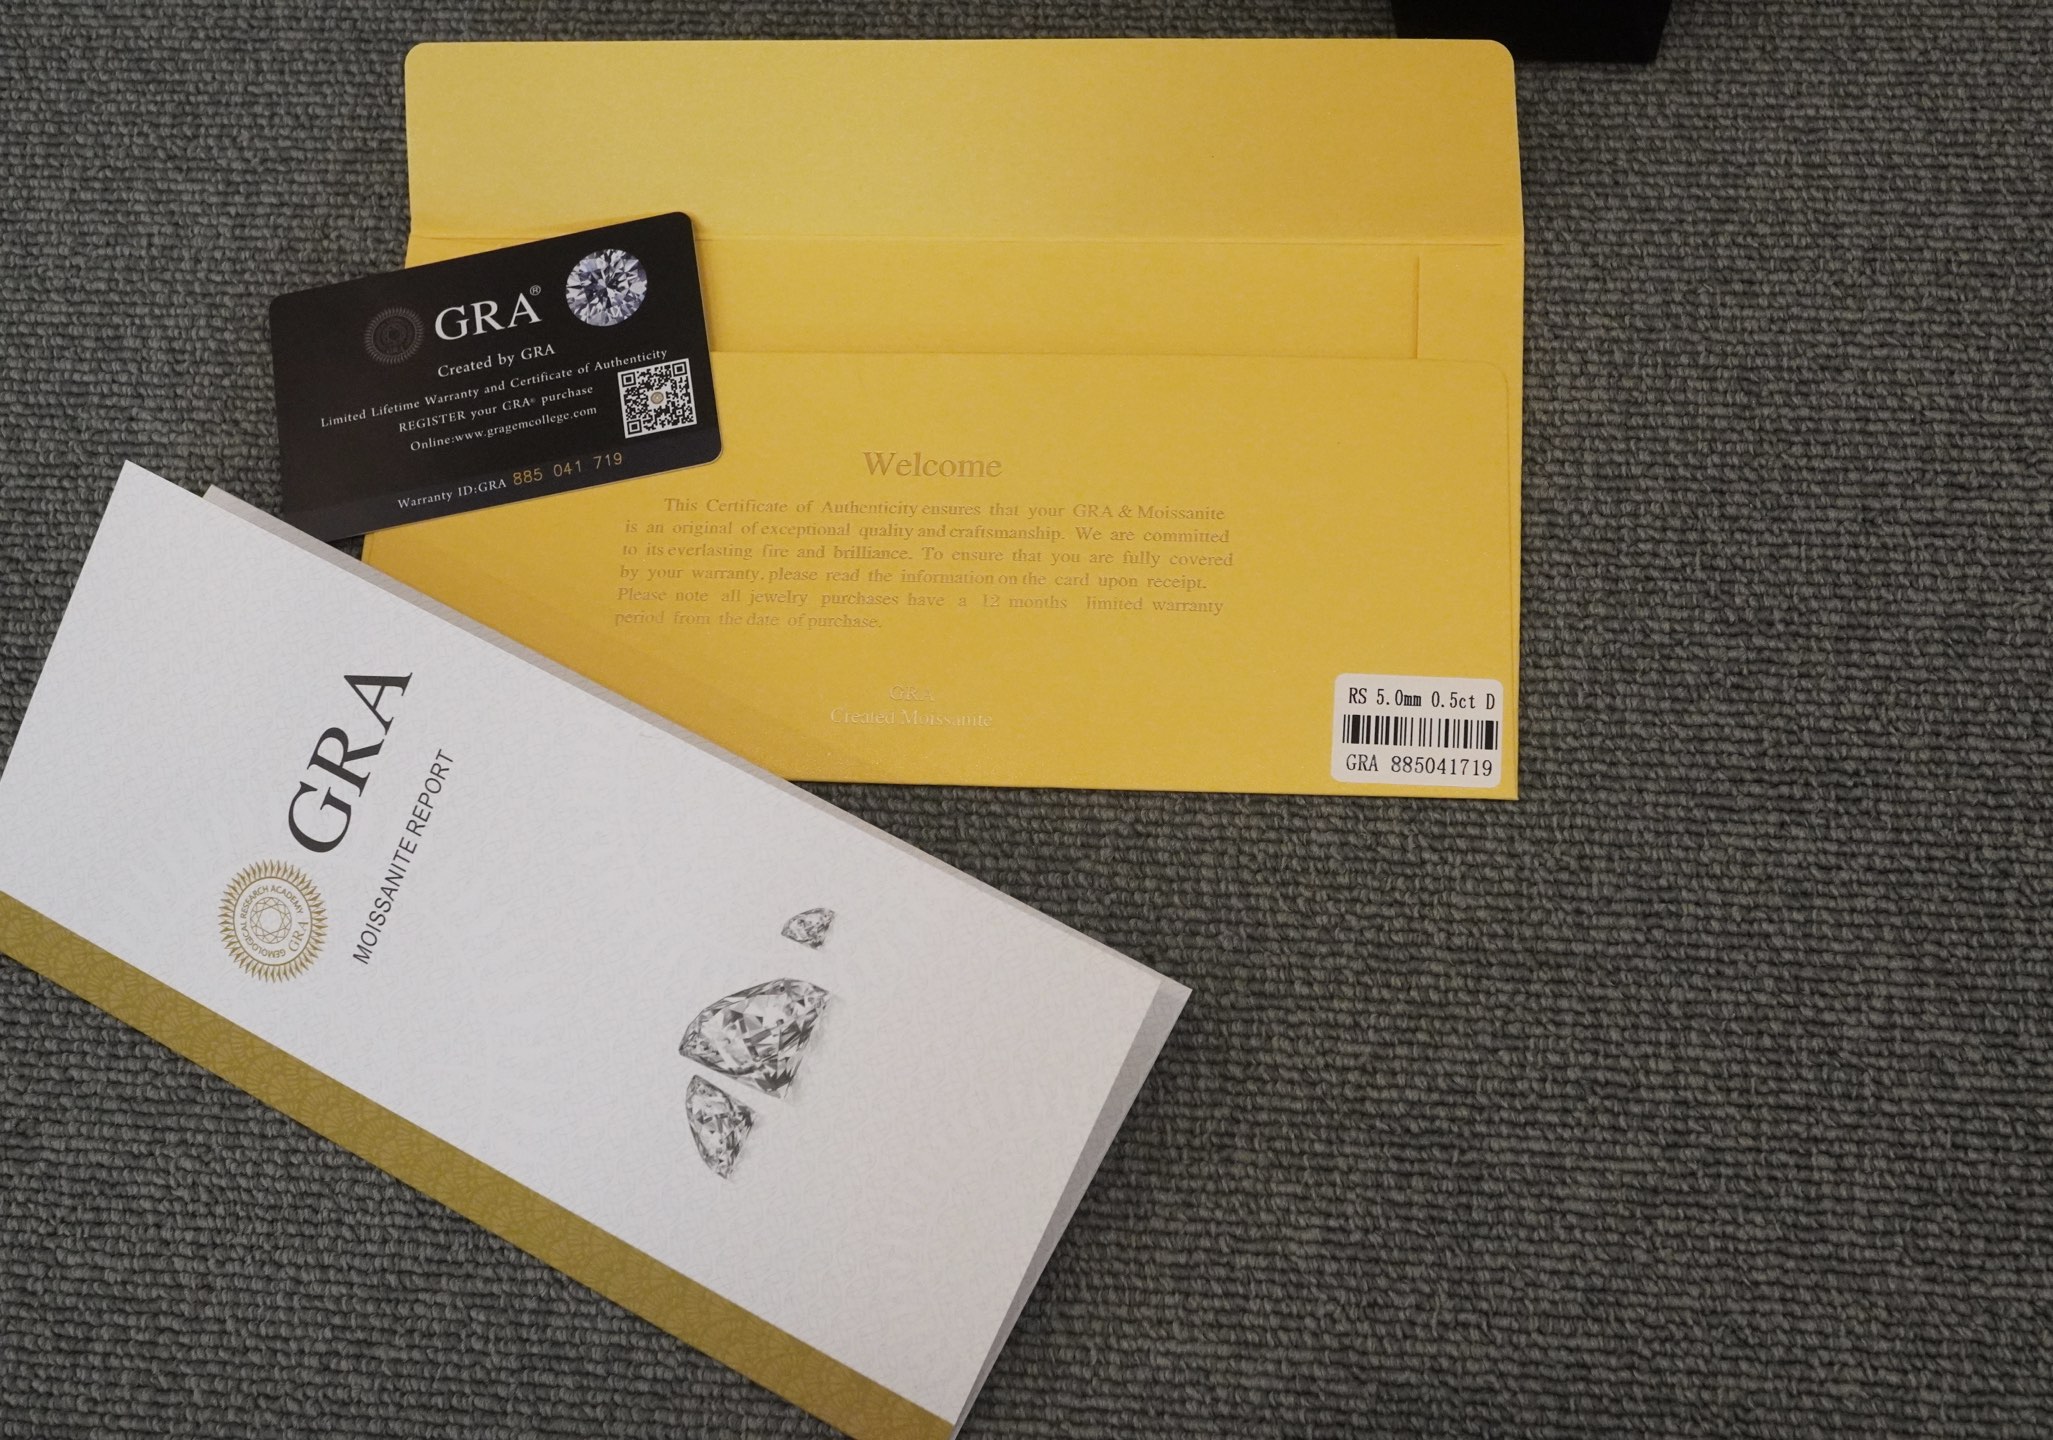 GRA®
Created by GRA
Limited Lifetime Warranty and Certificate of Authenticity
REGISTER your GRA® purchase
Online:www.gragemcollege.com
Warranty ID:GRA 885 041 719
Welcome
This Certificate of Authenticity ensures that your GRA & Moissanite
is an original of exceptional quality and craftsmanship. We are committed
to its everlasting fire and brilliance. To ensure that you are fully covered
by your warranty, please read the information on the card upon receipt.
Please note all jewelry purchases have a 12 months limited warranty
period from the date of purchase.
GRA
Created Moissanite
RS 5.0mm 0.5ct D
GRA 885041719
GRA
MOISSANITE REPORT
GEMOLOGICAL RESEARCH ACADEMY
GRA